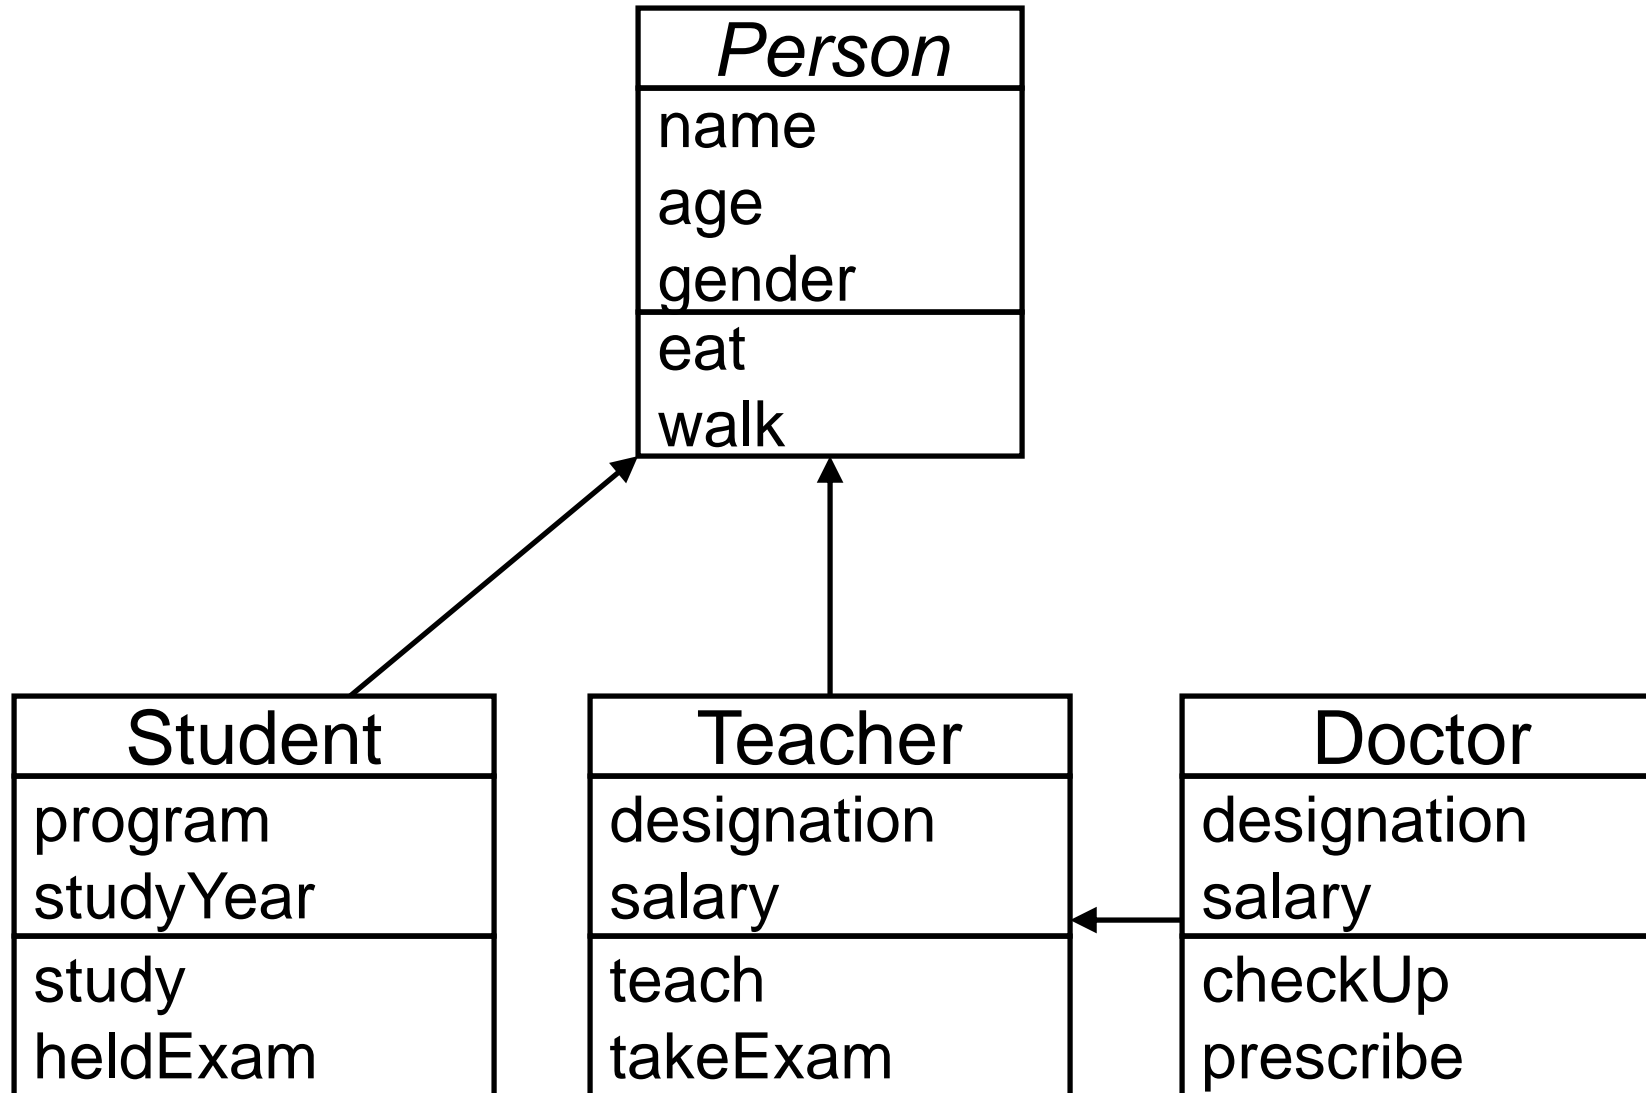 Person
name
age
gender
eat
walk
Student
program
studyYear
study
heldExam
Teacher
designation
salary
teach
takeExam
Doctor
designation
salary
checkUp
prescribe